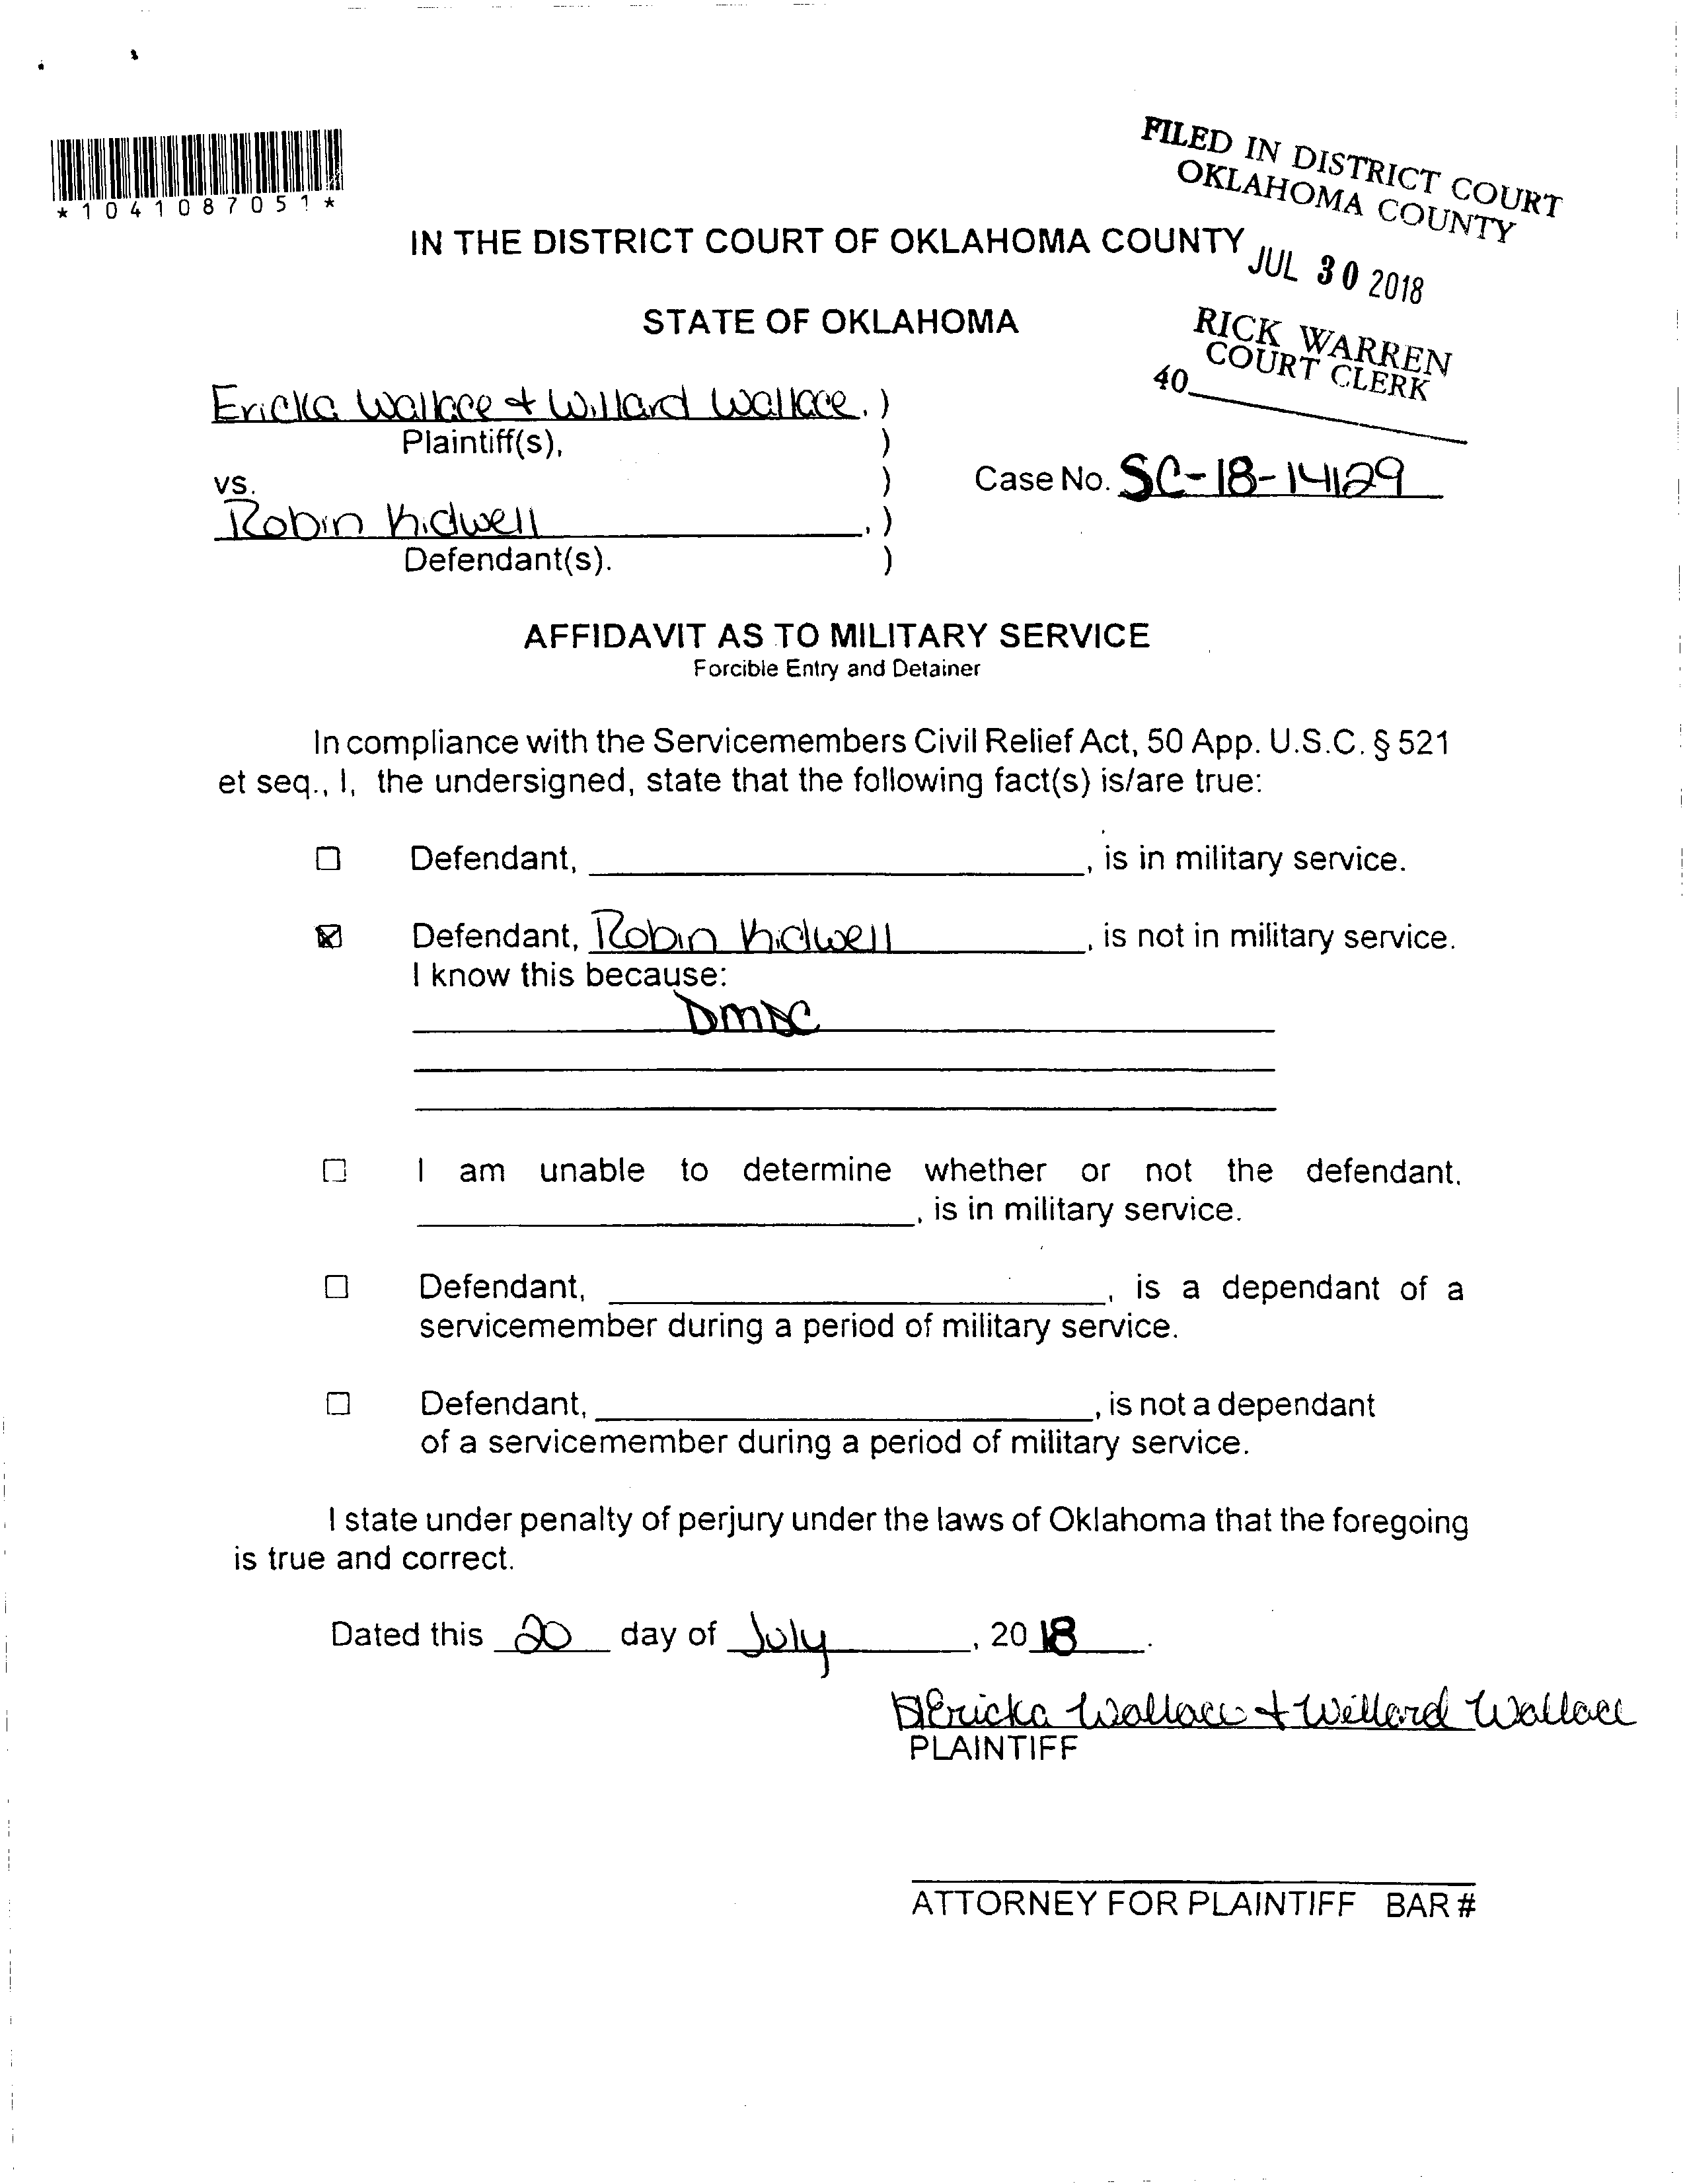 *1041087051*
FILED IN DISTRICT COURT
OKLAHOMA COUNTY
JUL 30 2018
RICK WARREN
COURT CLERK
40
IN THE DISTRICT COURT OF OKLAHOMA COUNTY
STATE OF OKLAHOMA
Ericka Wallace + Willard Wallace, )
Plaintiff(s), )
vs. ) Case No. SC-18-14129
Robin Kidwell , )
Defendant(s). )
AFFIDAVIT AS TO MILITARY SERVICE
Forcible Entry and Detainer
In compliance with the Servicemembers Civil Relief Act, 50 App. U.S.C. § 521
et seq., I, the undersigned, state that the following fact(s) is/are true:
☐ Defendant, , is in military service.
☒ Defendant, Robin Kidwell , is not in military service.
I know this because:
DMDC
☐ I am unable to determine whether or not the defendant,
, is in military service.
☐ Defendant, , is a dependant of a
servicemember during a period of military service.
☐ Defendant, , is not a dependant
of a servicemember during a period of military service.
I state under penalty of perjury under the laws of Oklahoma that the foregoing
is true and correct.
Dated this 20 day of July , 20 18 .
Ericka Wallace + Willard Wallace
PLAINTIFF
ATTORNEY FOR PLAINTIFF BAR #